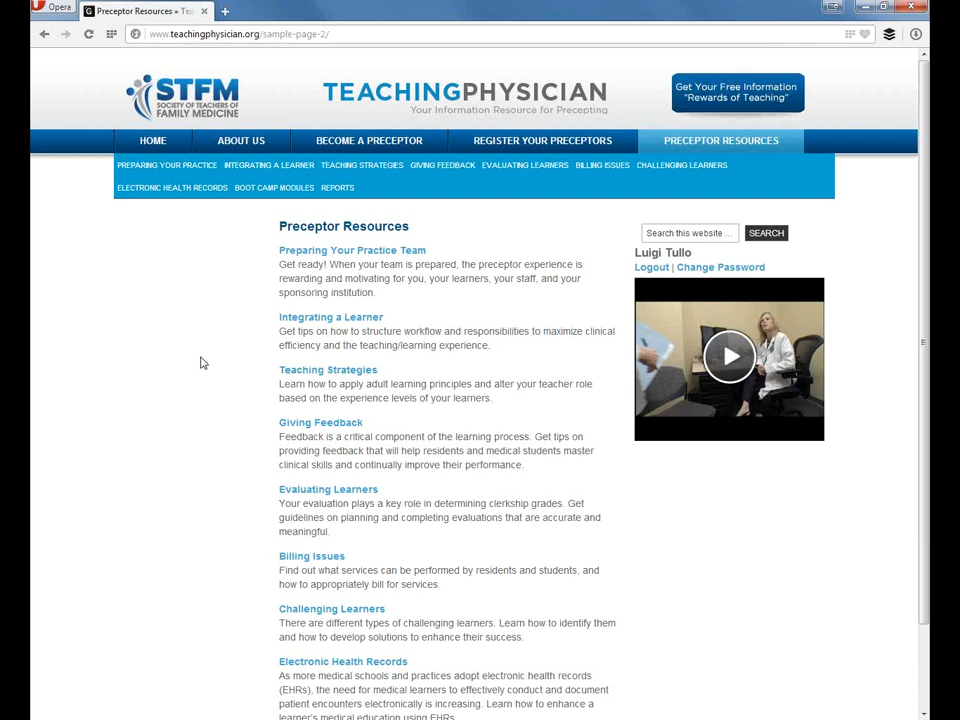 Opera
Preceptor Resources » Tea
www.teachingphysician.org/sample-page-2/
STFM
SOCIETY OF TEACHERS OF
FAMILY MEDICINE
TEACHINGPHYSICIAN
Your Information Resource for Precepting
Get Your Free Information
"Rewards of Teaching"
HOME ABOUT US BECOME A PRECEPTOR REGISTER YOUR PRECEPTORS PRECEPTOR RESOURCES
PREPARING YOUR PRACTICE INTEGRATING A LEARNER TEACHING STRATEGIES GIVING FEEDBACK EVALUATING LEARNERS BILLING ISSUES CHALLENGING LEARNERS
ELECTRONIC HEALTH RECORDS BOOT CAMP MODULES REPORTS
Preceptor Resources
Preparing Your Practice Team
Get ready! When your team is prepared, the preceptor experience is
rewarding and motivating for you, your learners, your staff, and your
sponsoring institution.
Integrating a Learner
Get tips on how to structure workflow and responsibilities to maximize clinical
efficiency and the teaching/learning experience.
Teaching Strategies
Learn how to apply adult learning principles and alter your teacher role
based on the experience levels of your learners.
Giving Feedback
Feedback is a critical component of the learning process. Get tips on
providing feedback that will help residents and medical students master
clinical skills and continually improve their performance.
Evaluating Learners
Your evaluation plays a key role in determining clerkship grades. Get
guidelines on planning and completing evaluations that are accurate and
meaningful.
Billing Issues
Find out what services can be performed by residents and students, and
how to appropriately bill for services.
Challenging Learners
There are different types of challenging learners. Learn how to identify them
and how to develop solutions to enhance their success.
Electronic Health Records
As more medical schools and practices adopt electronic health records
(EHRs), the need for medical learners to effectively conduct and document
patient encounters electronically is increasing. Learn how to enhance a
learner's medical education using EHRs.
Search this website ... SEARCH
Luigi Tullo
Logout | Change Password